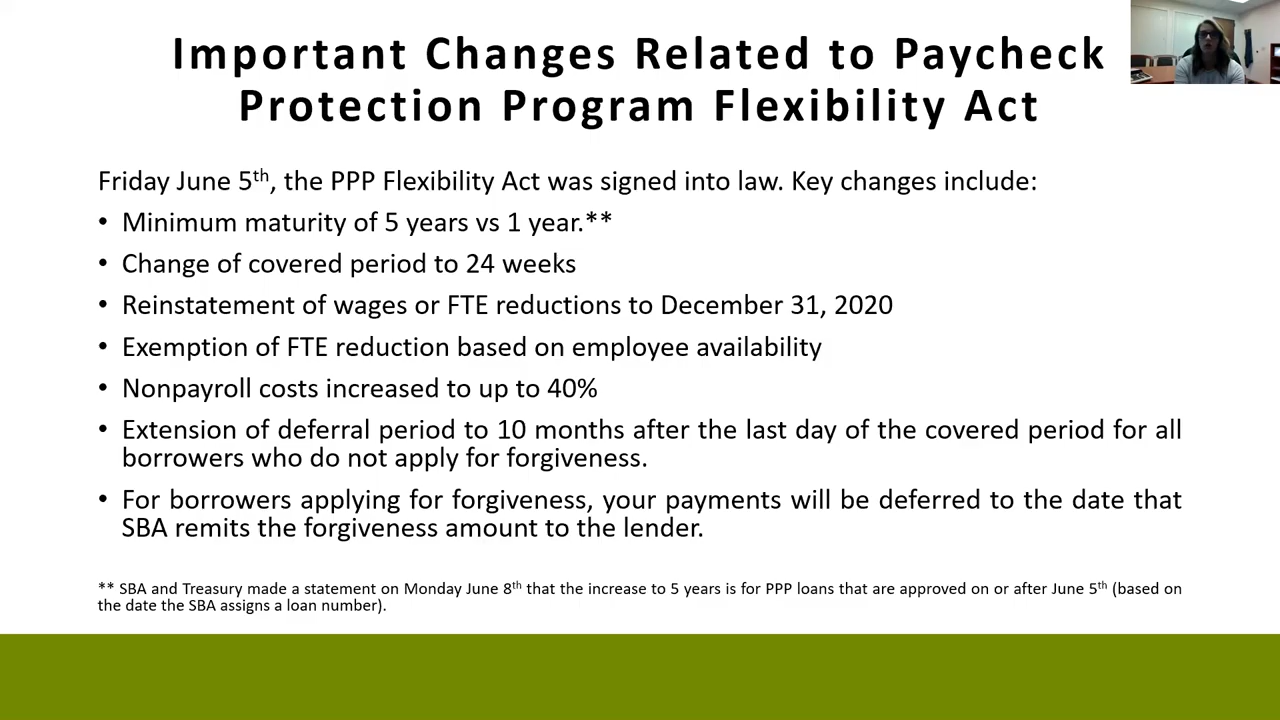 Important Changes Related to Paycheck
Protection Program Flexibility Act
Friday June 5th, the PPP Flexibility Act was signed into law. Key changes include:
• Minimum maturity of 5 years vs 1 year.**
• Change of covered period to 24 weeks
• Reinstatement of wages or FTE reductions to December 31, 2020
• Exemption of FTE reduction based on employee availability
• Nonpayroll costs increased to up to 40%
• Extension of deferral period to 10 months after the last day of the covered period for all
borrowers who do not apply for forgiveness.
• For borrowers applying for forgiveness, your payments will be deferred to the date that
SBA remits the forgiveness amount to the lender.
** SBA and Treasury made a statement on Monday June 8th that the increase to 5 years is for PPP loans that are approved on or after June 5th (based on
the date the SBA assigns a loan number).